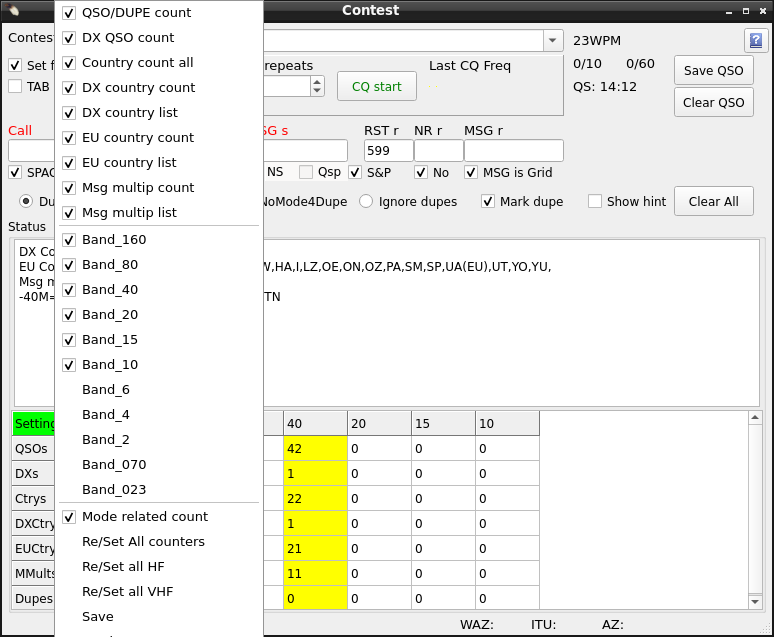 Contest
QSO/DUPE count
DX QSO count
Country count all
DX country count
DX country list
EU country count
EU country list
Msg multip count
Msg multip list
Band_160
Band_80
Band_40
Band_20
Band_15
Band_10
Band_6
Band_4
Band_2
Band_070
Band_023
Mode related count
Re/Set All counters
Re/Set all HF
Re/Set all VHF
Save
23WPM
?
Set f
repeats
Last CQ Freq
0/10 0/60
Save QSO
TAB
CQ start
QS: 14:12
Clear QSO
Call
RST r NR r MSG r
599
NS Qsp S&P No MSG is Grid
NoMode4Dupe Ignore dupes Mark dupe Show hint Clear All
Status
DX Co
EU Co W,HA,I,LZ,OE,ON,OZ,PA,SM,SP,UA(EU),UT,YO,YU,
Msg m
-40M= TN
Setting 40 20 15 10
QSOs 42 0 0 0
DXs 1 0 0 0
Ctrys 22 0 0 0
DXCtry 1 0 0 0
EUCtry 21 0 0 0
MMults 11 0 0 0
Dupes 0 0 0 0
WAZ: ITU: AZ: